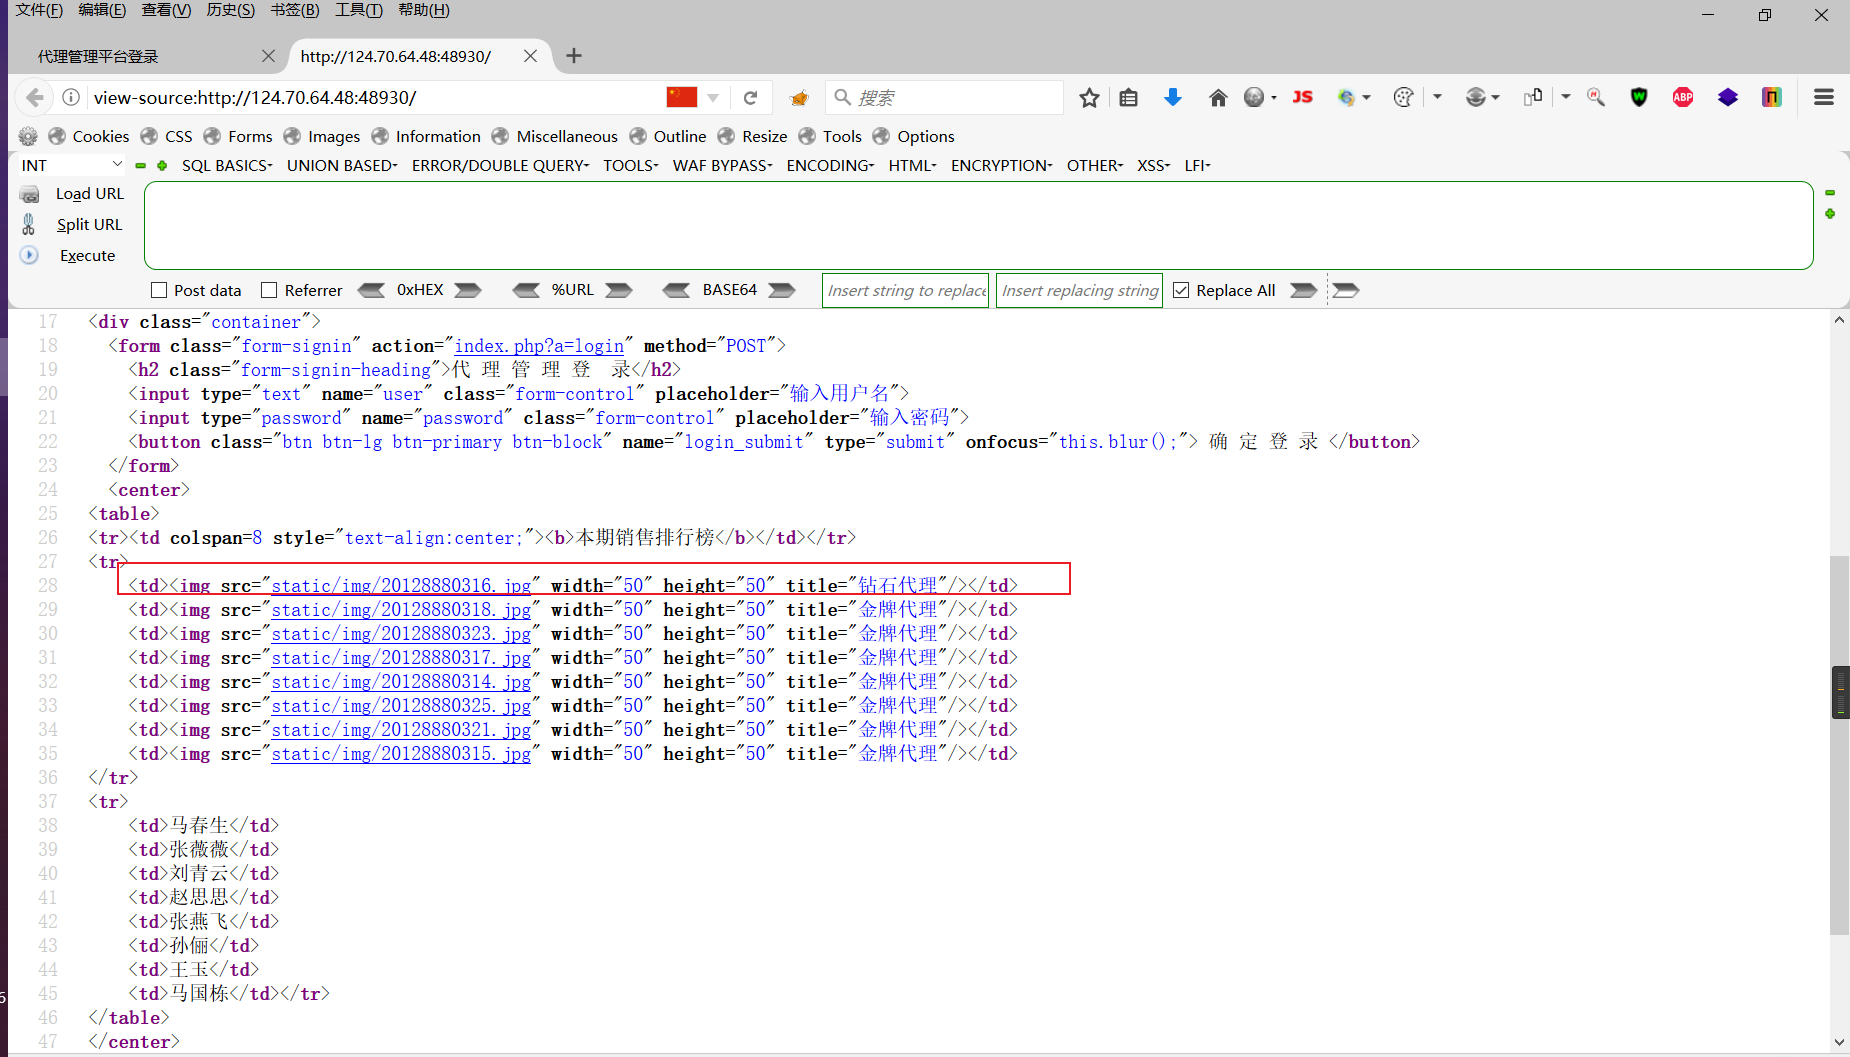 文件(F) 编辑(E) 查看(V) 历史(S) 书签(B) 工具(T) 帮助(H)
代理管理平台登录 http://124.70.64.48:48930/
view-source:http://124.70.64.48:48930/ 搜索 JS ABP
Cookies CSS Forms Images Information Miscellaneous Outline Resize Tools Options
INT SQL BASICS UNION BASED ERROR/DOUBLE QUERY TOOLS WAF BYPASS ENCODING HTML ENCRYPTION OTHER XSS LFI
Load URL
Split URL
Execute
Post data Referrer 0xHEX %URL BASE64 Insert string to replace Insert replacing string Replace All
17 <div class="container">
18 <form class="form-signin" action="index.php?a=login" method="POST">
19 <h2 class="form-signin-heading">代 理 管 理 登 录</h2>
20 <input type="text" name="user" class="form-control" placeholder="输入用户名">
21 <input type="password" name="password" class="form-control" placeholder="输入密码">
22 <button class="btn btn-lg btn-primary btn-block" name="login_submit" type="submit" onfocus="this.blur();"> 确 定 登 录 </button>
23 </form>
24 <center>
25 <table>
26 <tr><td colspan=8 style="text-align:center;"><b>本期销售排行榜</b></td></tr>
27 <tr>
28 <td><img src="static/img/20128880316.jpg" width="50" height="50" title="钻石代理"/></td>
29 <td><img src="static/img/20128880318.jpg" width="50" height="50" title="金牌代理"/></td>
30 <td><img src="static/img/20128880323.jpg" width="50" height="50" title="金牌代理"/></td>
31 <td><img src="static/img/20128880317.jpg" width="50" height="50" title="金牌代理"/></td>
32 <td><img src="static/img/20128880314.jpg" width="50" height="50" title="金牌代理"/></td>
33 <td><img src="static/img/20128880325.jpg" width="50" height="50" title="金牌代理"/></td>
34 <td><img src="static/img/20128880321.jpg" width="50" height="50" title="金牌代理"/></td>
35 <td><img src="static/img/20128880315.jpg" width="50" height="50" title="金牌代理"/></td>
36 </tr>
37 <tr>
38 <td>马春生</td>
39 <td>张薇薇</td>
40 <td>刘青云</td>
41 <td>赵思思</td>
42 <td>张燕飞</td>
43 <td>孙俪</td>
44 <td>王玉</td>
45 <td>马国栋</td></tr>
46 </table>
47 </center>